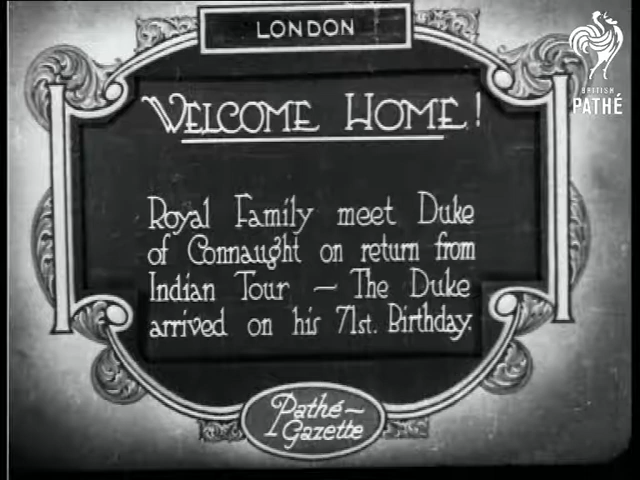 LONDON
BRITISH
PATHÉ
WELCOME HOME!
Royal Family meet Duke
of Connaught on return from
Indian Tour — The Duke
arrived on his 71st. Birthday.
Pathé—
Gazette